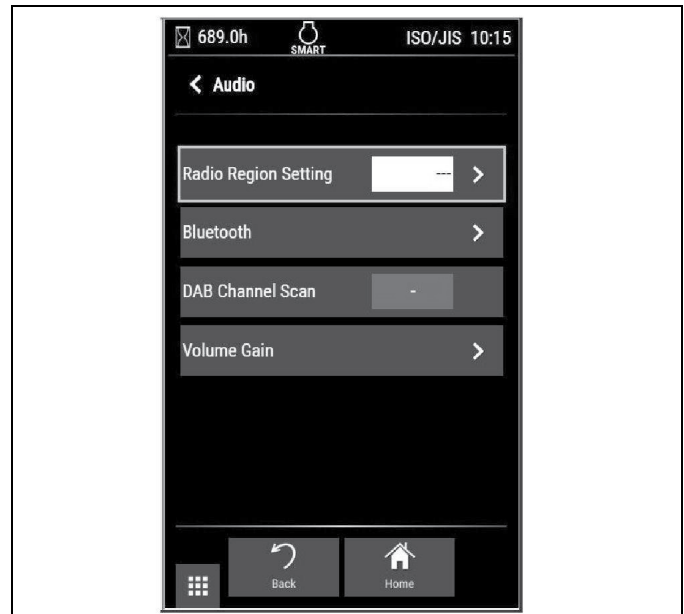 689.0h SMART ISO/JIS 10:15
Audio
Radio Region Setting ---
Bluetooth
DAB Channel Scan -
Volume Gain
Back Home